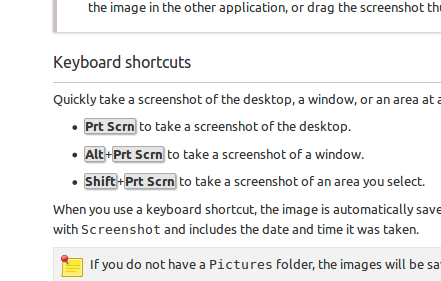 the image in the other application, or drag the screenshot
Keyboard shortcuts
Quickly take a screenshot of the desktop, a window, or an area at
• Prt Scrn to take a screenshot of the desktop.
• Alt+Prt Scrn to take a screenshot of a window.
• Shift+Prt Scrn to take a screenshot of an area you select.
When you use a keyboard shortcut, the image is automatically
with Screenshot and includes the date and time it was taken.
If you do not have a Pictures folder, the images will be